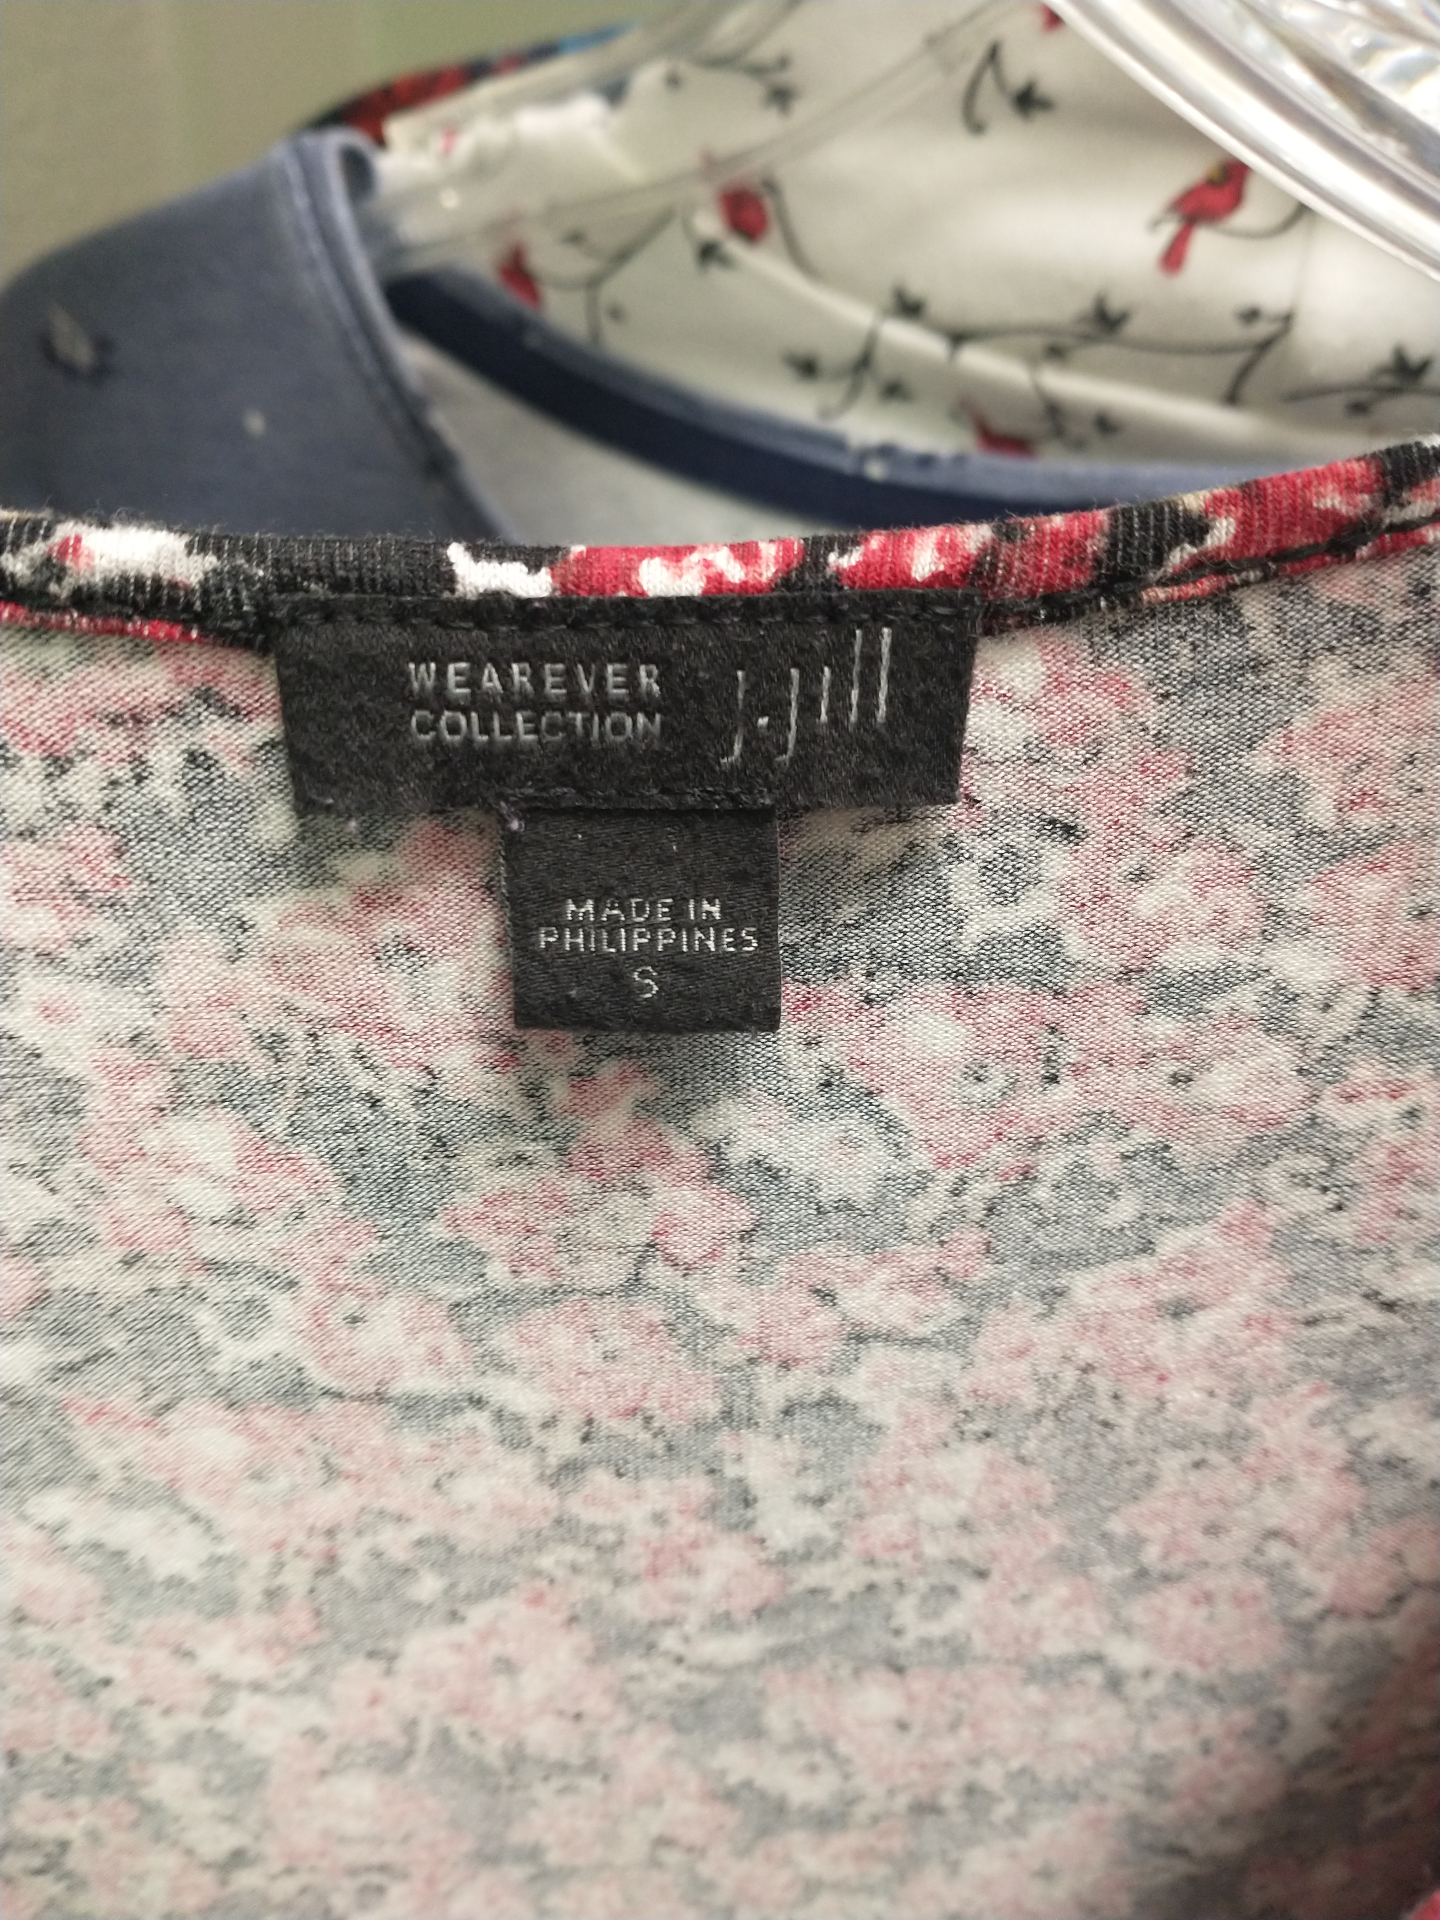 WEAREVER
COLLECTION
J.Jill
MADE IN
PHILIPPINES
S